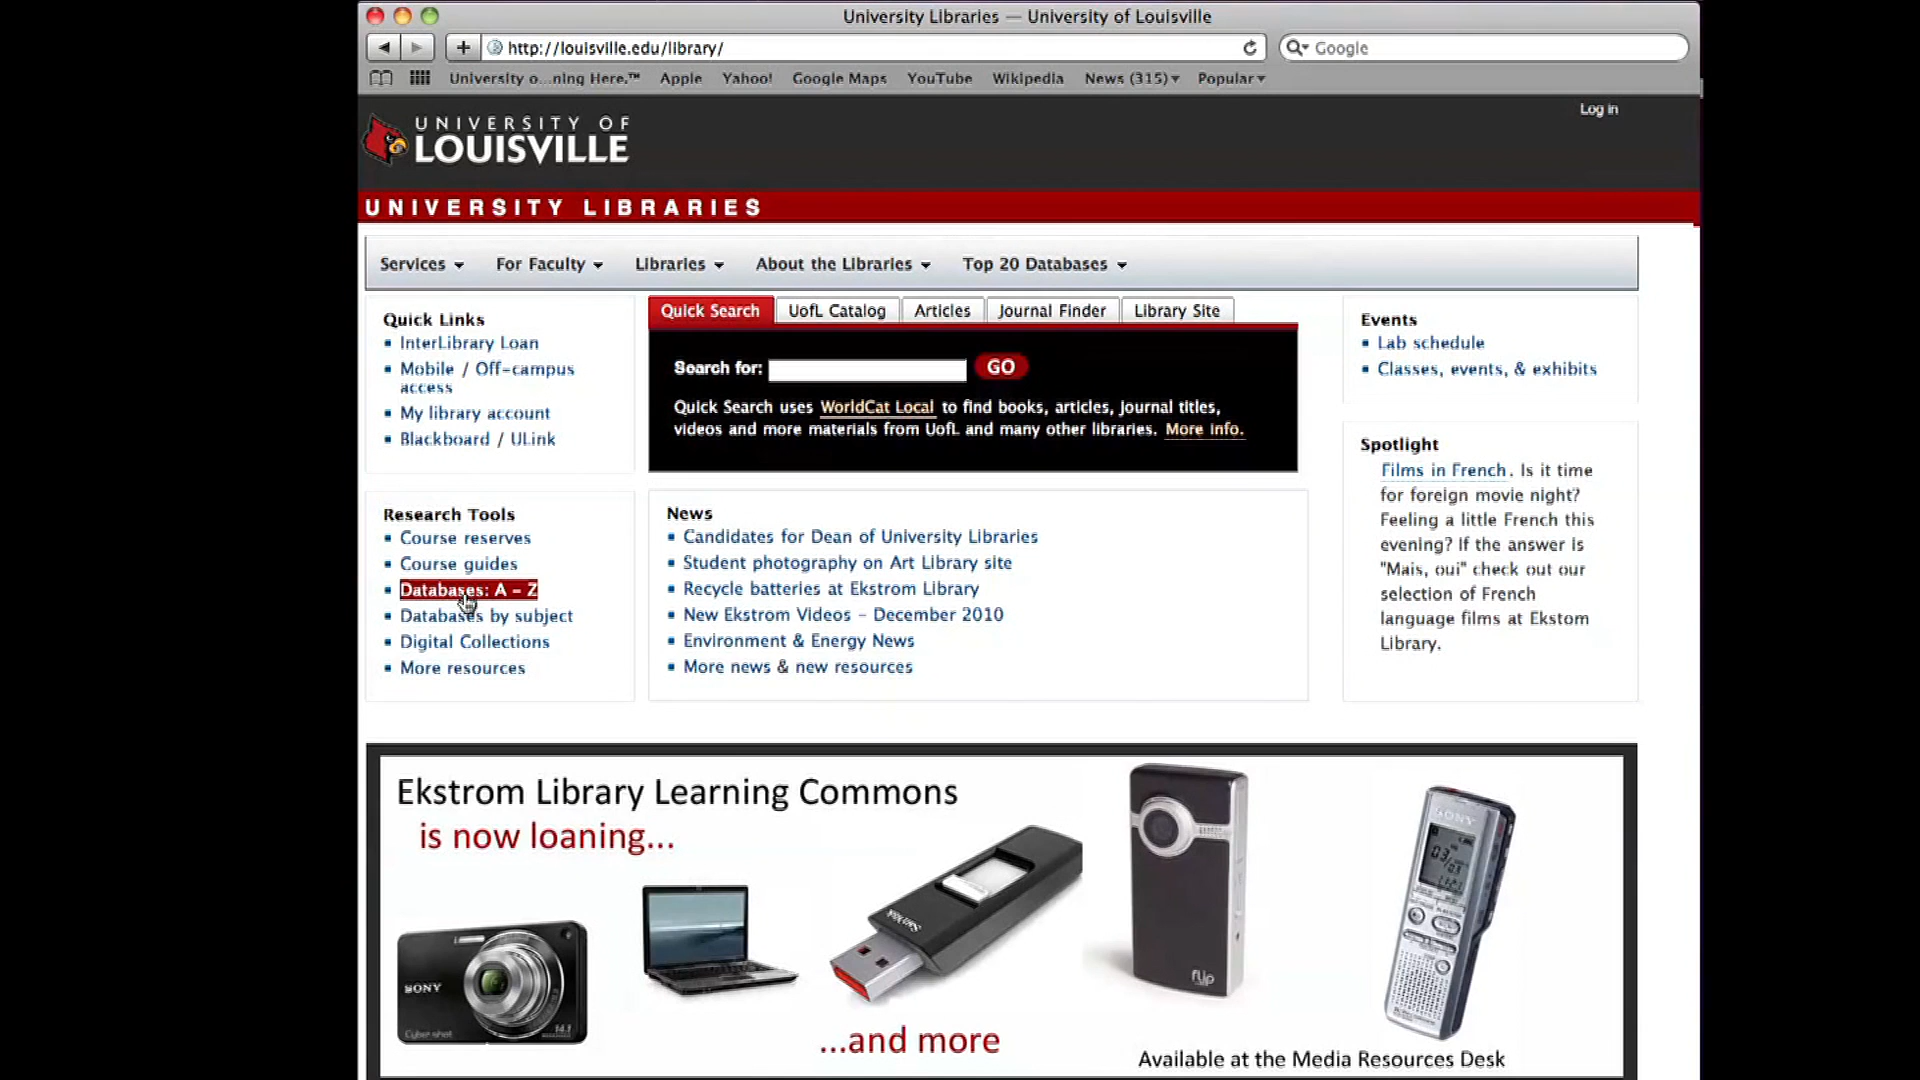 University Libraries — University of Louisville
http://louisville.edu/library/
Google
University o...ning Here.™ Apple Yahoo! Google Maps YouTube Wikipedia News (315) Popular
Log in
UNIVERSITY OF
LOUISVILLE
UNIVERSITY LIBRARIES
Services For Faculty Libraries About the Libraries Top 20 Databases
Quick Links
InterLibrary Loan
Mobile / Off-campus
access
My library account
Blackboard / ULink
Quick Search UofL Catalog Articles Journal Finder Library Site
Search for: GO
Quick Search uses WorldCat Local to find books, articles, journal titles,
videos and more materials from UofL and many other libraries. More info.
Events
Lab schedule
Classes, events, & exhibits
Spotlight
Films in French. Is it time
for foreign movie night?
Feeling a little French this
evening? If the answer is
"Mais, oui" check out our
selection of French
language films at Ekstom
Library.
Research Tools
Course reserves
Course guides
Databases: A - Z
Databases by subject
Digital Collections
More resources
News
Candidates for Dean of University Libraries
Student photography on Art Library site
Recycle batteries at Ekstrom Library
New Ekstrom Videos - December 2010
Environment & Energy News
More news & new resources
Ekstrom Library Learning Commons
is now loaning...
SONY
Cyber-shot
14.1
flip
SONY
...and more
Available at the Media Resources Desk